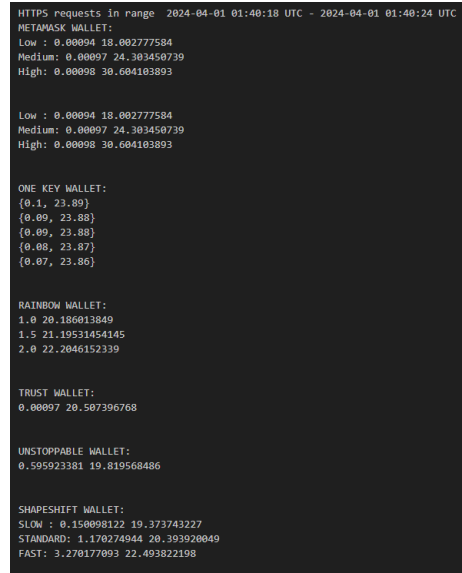 HTTPS requests in range 2024-04-01 01:40:18 UTC - 2024-04-01 01:40:24 UTC
METAMASK WALLET:
Low : 0.00094 18.002777584
Medium: 0.00097 24.303450739
High: 0.00098 30.604103893
Low : 0.00094 18.002777584
Medium: 0.00097 24.303450739
High: 0.00098 30.604103893
ONE KEY WALLET:
{0.1, 23.89}
{0.09, 23.88}
{0.09, 23.88}
{0.08, 23.87}
{0.07, 23.86}
RAINBOW WALLET:
1.0 20.186013849
1.5 21.19531454145
2.0 22.2046152339
TRUST WALLET:
0.00097 20.507396768
UNSTOPPABLE WALLET:
0.595923381 19.819568486
SHAPESHIFT WALLET:
SLOW : 0.150098122 19.373743227
STANDARD: 1.170274944 20.393920049
FAST: 3.270177093 22.493822198